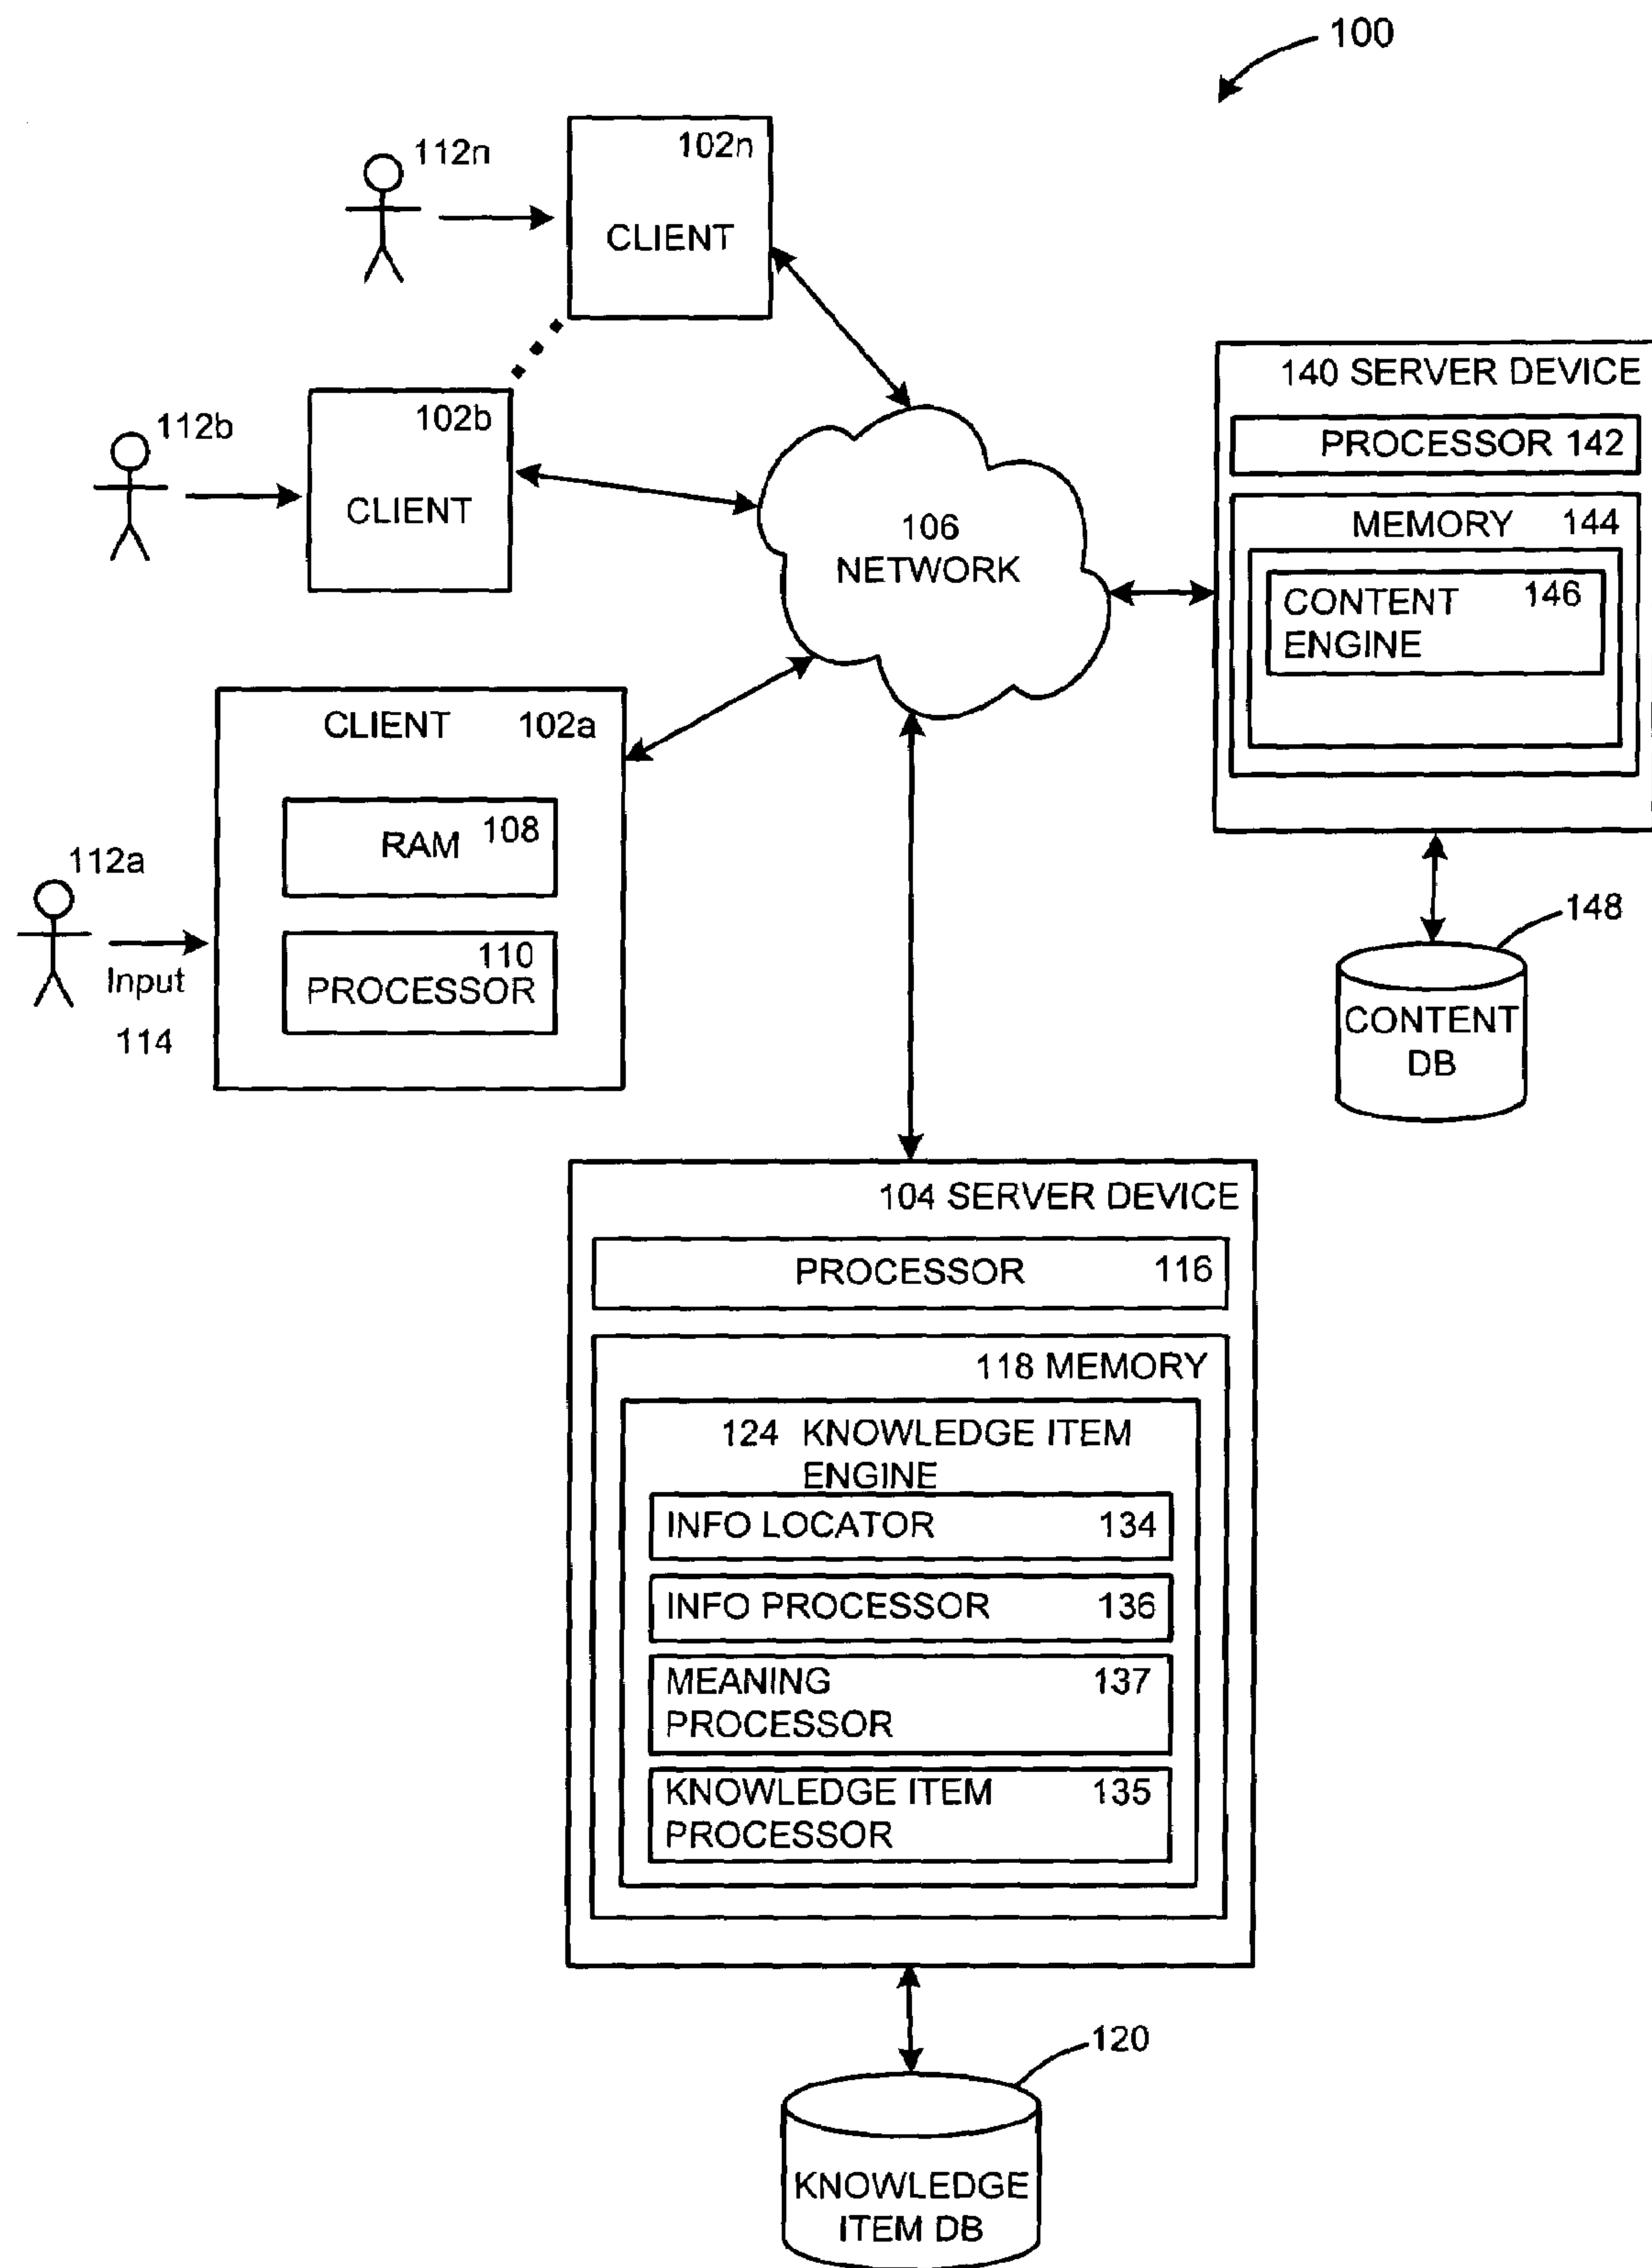 100
112n
102n
CLIENT
112b
102b
CLIENT
106
NETWORK
140 SERVER DEVICE
PROCESSOR 142
MEMORY 144
CONTENT 146
ENGINE
CLIENT 102a
RAM 108
110
PROCESSOR
112a
Input
114
148
CONTENT
DB
104 SERVER DEVICE
PROCESSOR 116
118 MEMORY
124 KNOWLEDGE ITEM
ENGINE
INFO LOCATOR 134
INFO PROCESSOR 136
MEANING 137
PROCESSOR
KNOWLEDGE ITEM 135
PROCESSOR
120
KNOWLEDGE
ITEM DB